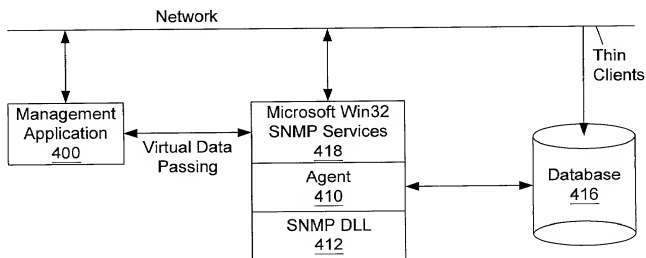 Network
Thin
Clients
Management
Application
400
Virtual Data
Passing
Microsoft Win32
SNMP Services
418
Agent
410
SNMP DLL
412
Database
416